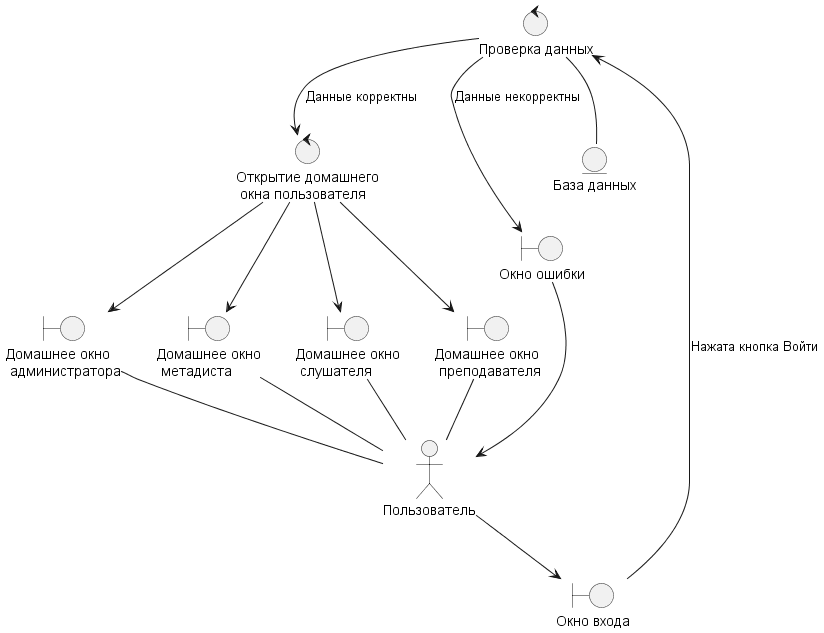 Проверка данных
Данные корректны
Данные некорректны
Открытие домашнего
окна пользователя
База данных
Окно ошибки
Домашнее окно
администратора
Домашнее окно
метадиста
Домашнее окно
слушателя
Домашнее окно
преподавателя
Нажата кнопка Войти
Пользователь
Окно входа